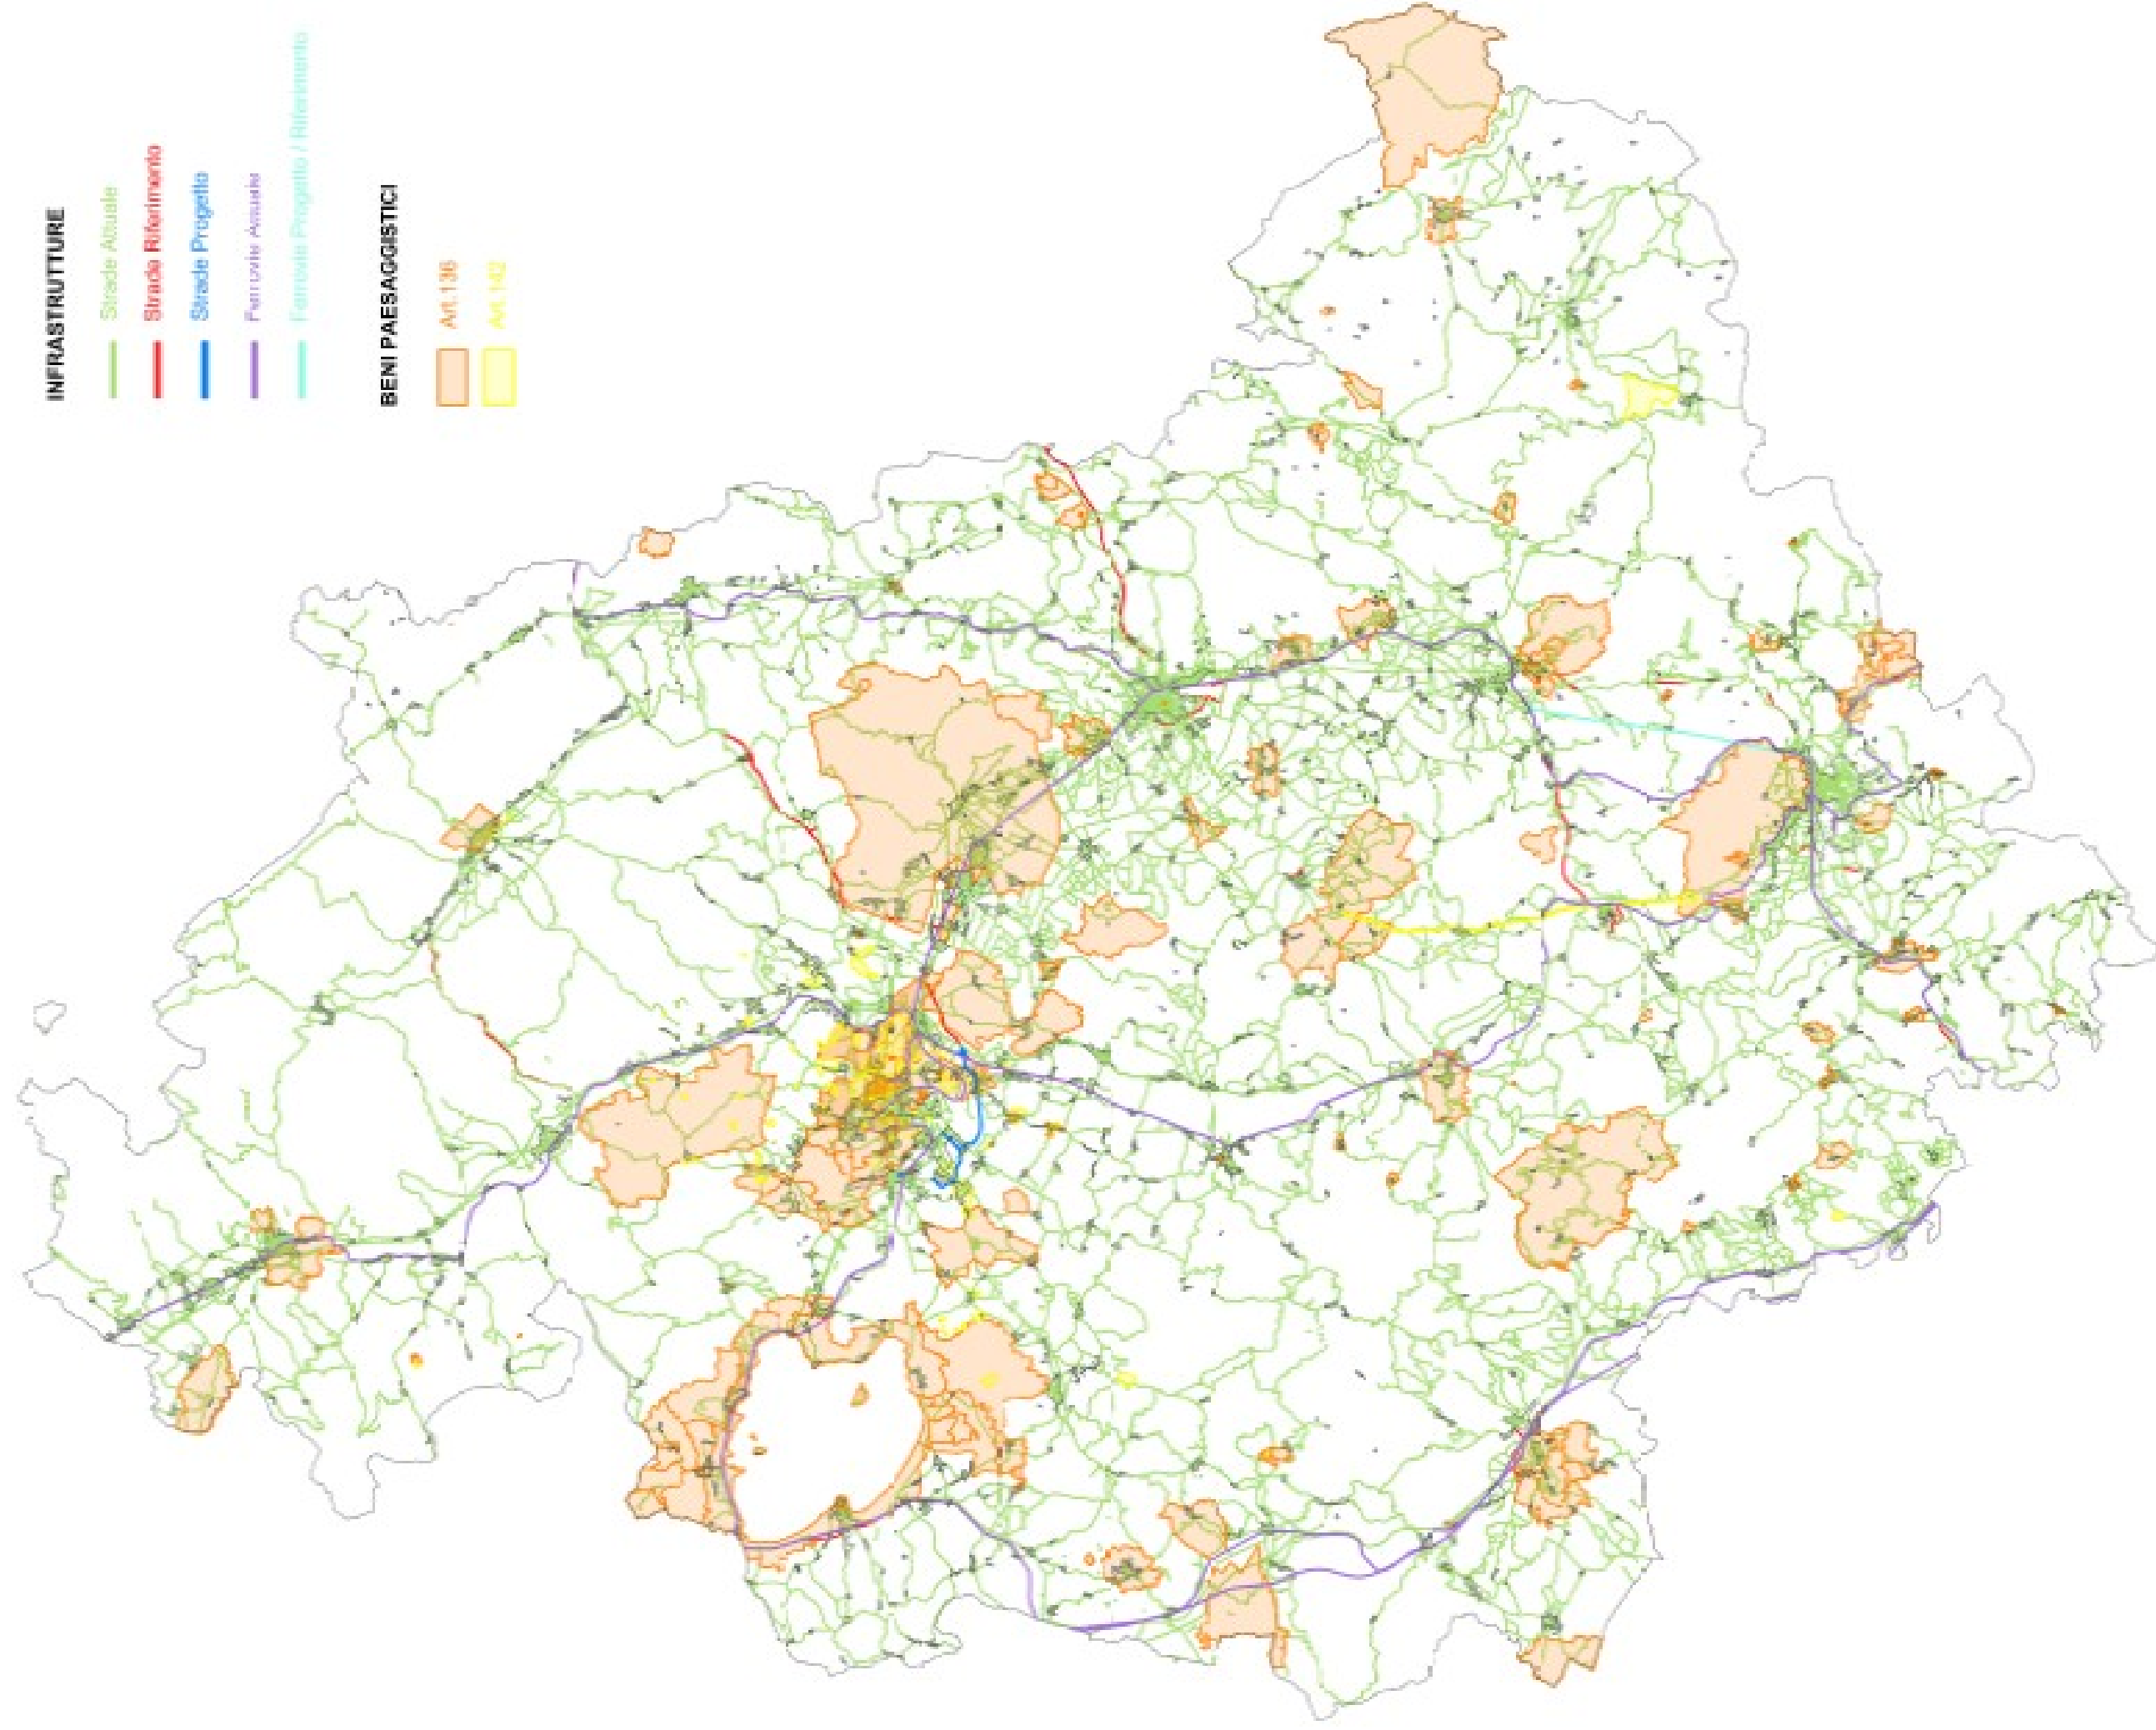 INFRASTRUTTURE
Strade Attuale
Strade Riferimento
Strade Progetto
Ferrovie Attuale
Ferrovie Progetto / Riferimento
BENI PAESAGGISTICI
Art.136
Art.142